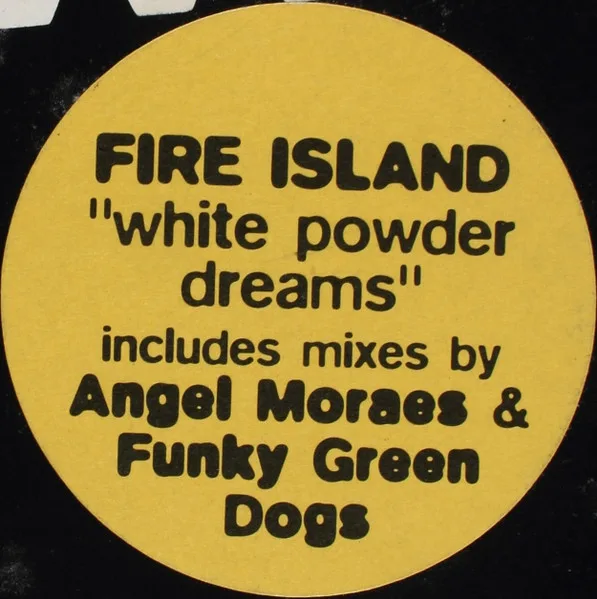 FIRE ISLAND
"white powder
dreams"
includes mixes by
Angel Moraes &
Funky Green
Dogs